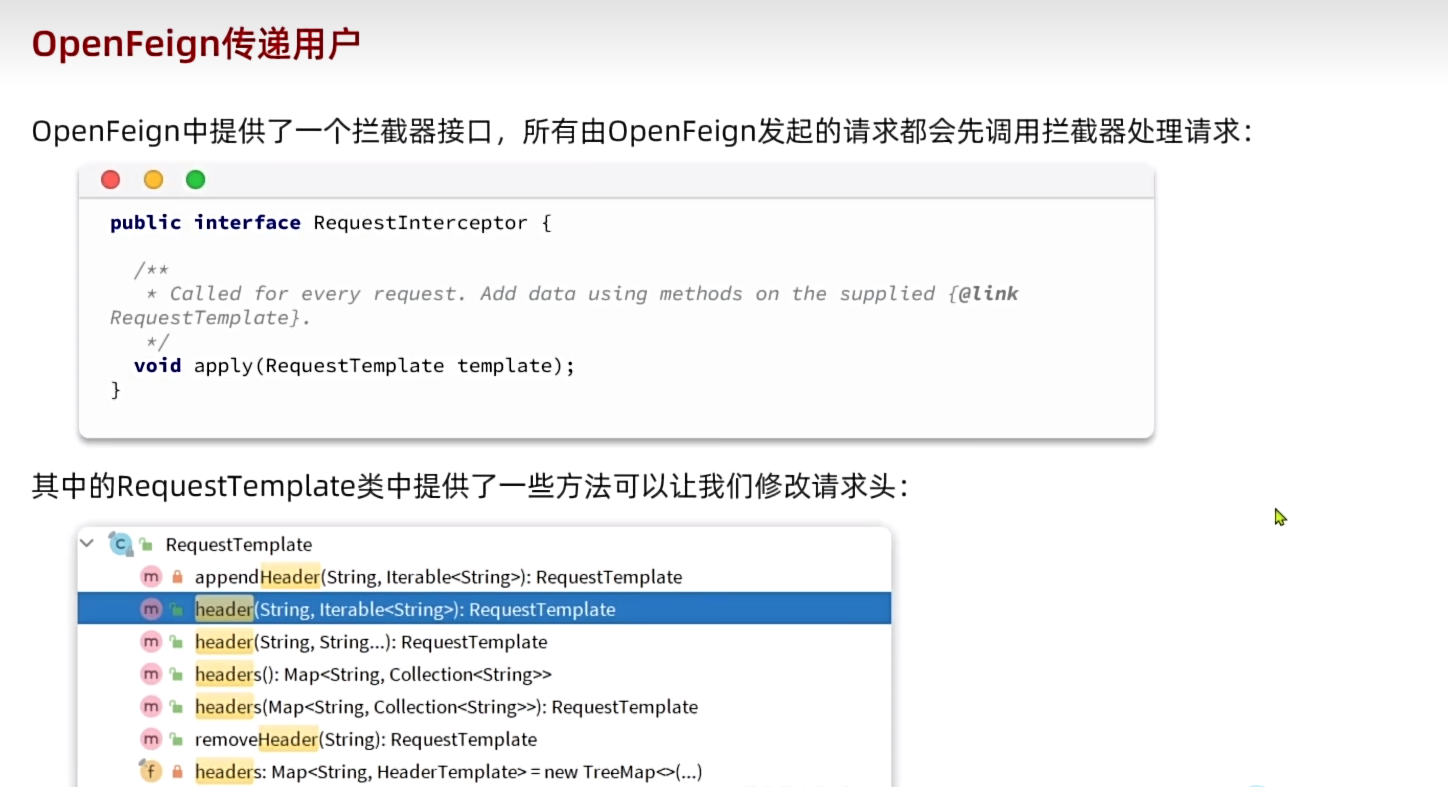 OpenFeign传递用户
OpenFeign中提供了一个拦截器接口，所有由OpenFeign发起的请求都会先调用拦截器处理请求：
public interface RequestInterceptor {
/**
* Called for every request. Add data using methods on the supplied {@link
RequestTemplate}.
*/
void apply(RequestTemplate template);
}
其中的RequestTemplate类中提供了一些方法可以让我们修改请求头：
RequestTemplate
appendHeader(String, Iterable<String>): RequestTemplate
header(String, Iterable<String>): RequestTemplate
header(String, String...): RequestTemplate
headers(): Map<String, Collection<String>>
headers(Map<String, Collection<String>>): RequestTemplate
removeHeader(String): RequestTemplate
headers: Map<String, HeaderTemplate> = new TreeMap<>(...)